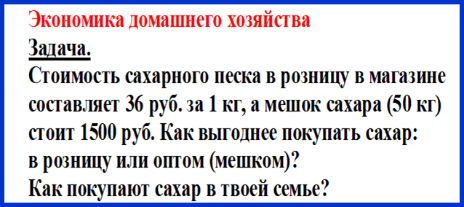 Экономика домашнего хозяйства
Задача.
Стоимость сахарного песка в розницу в магазине
составляет 36 руб. за 1 кг, а мешок сахара (50 кг)
стоит 1500 руб. Как выгоднее покупать сахар:
в розницу или оптом (мешком)?
Как покупают сахар в твоей семье?